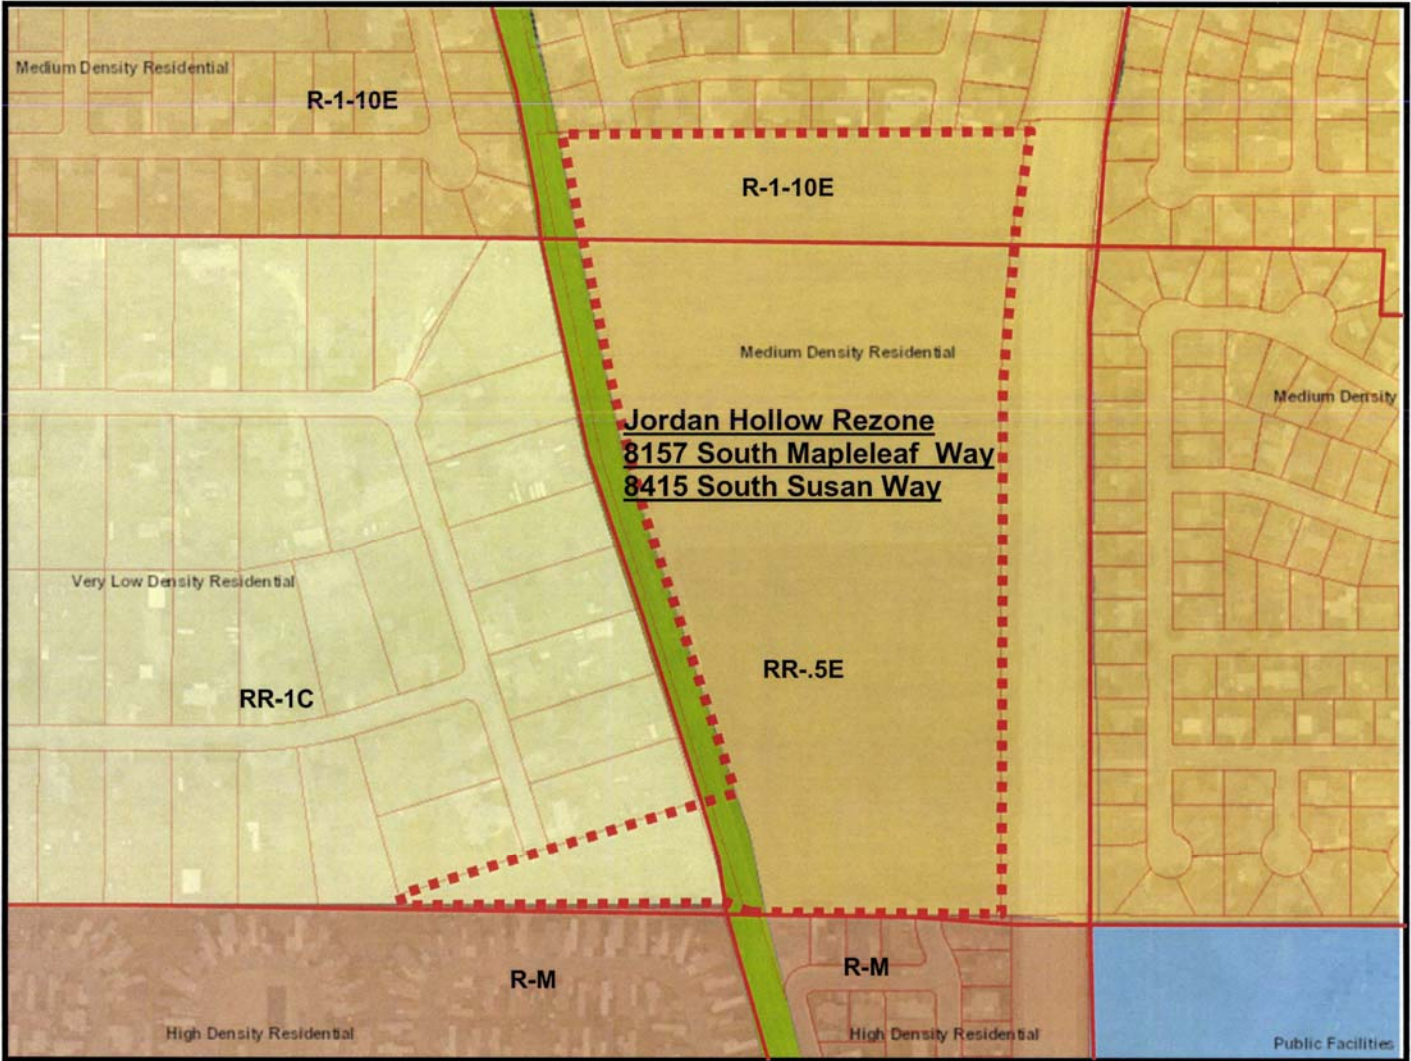 Medium Density Residential
R-1-10E
R-1-10E
Medium Density Residential
Medium Density
Jordan Hollow Rezone
8157 South Mapleleaf Way
8415 South Susan Way
Very Low Density Residential
RR-.5E
RR-1C
R-M
R-M
High Density Residential
High Density Residential
Public Facilities